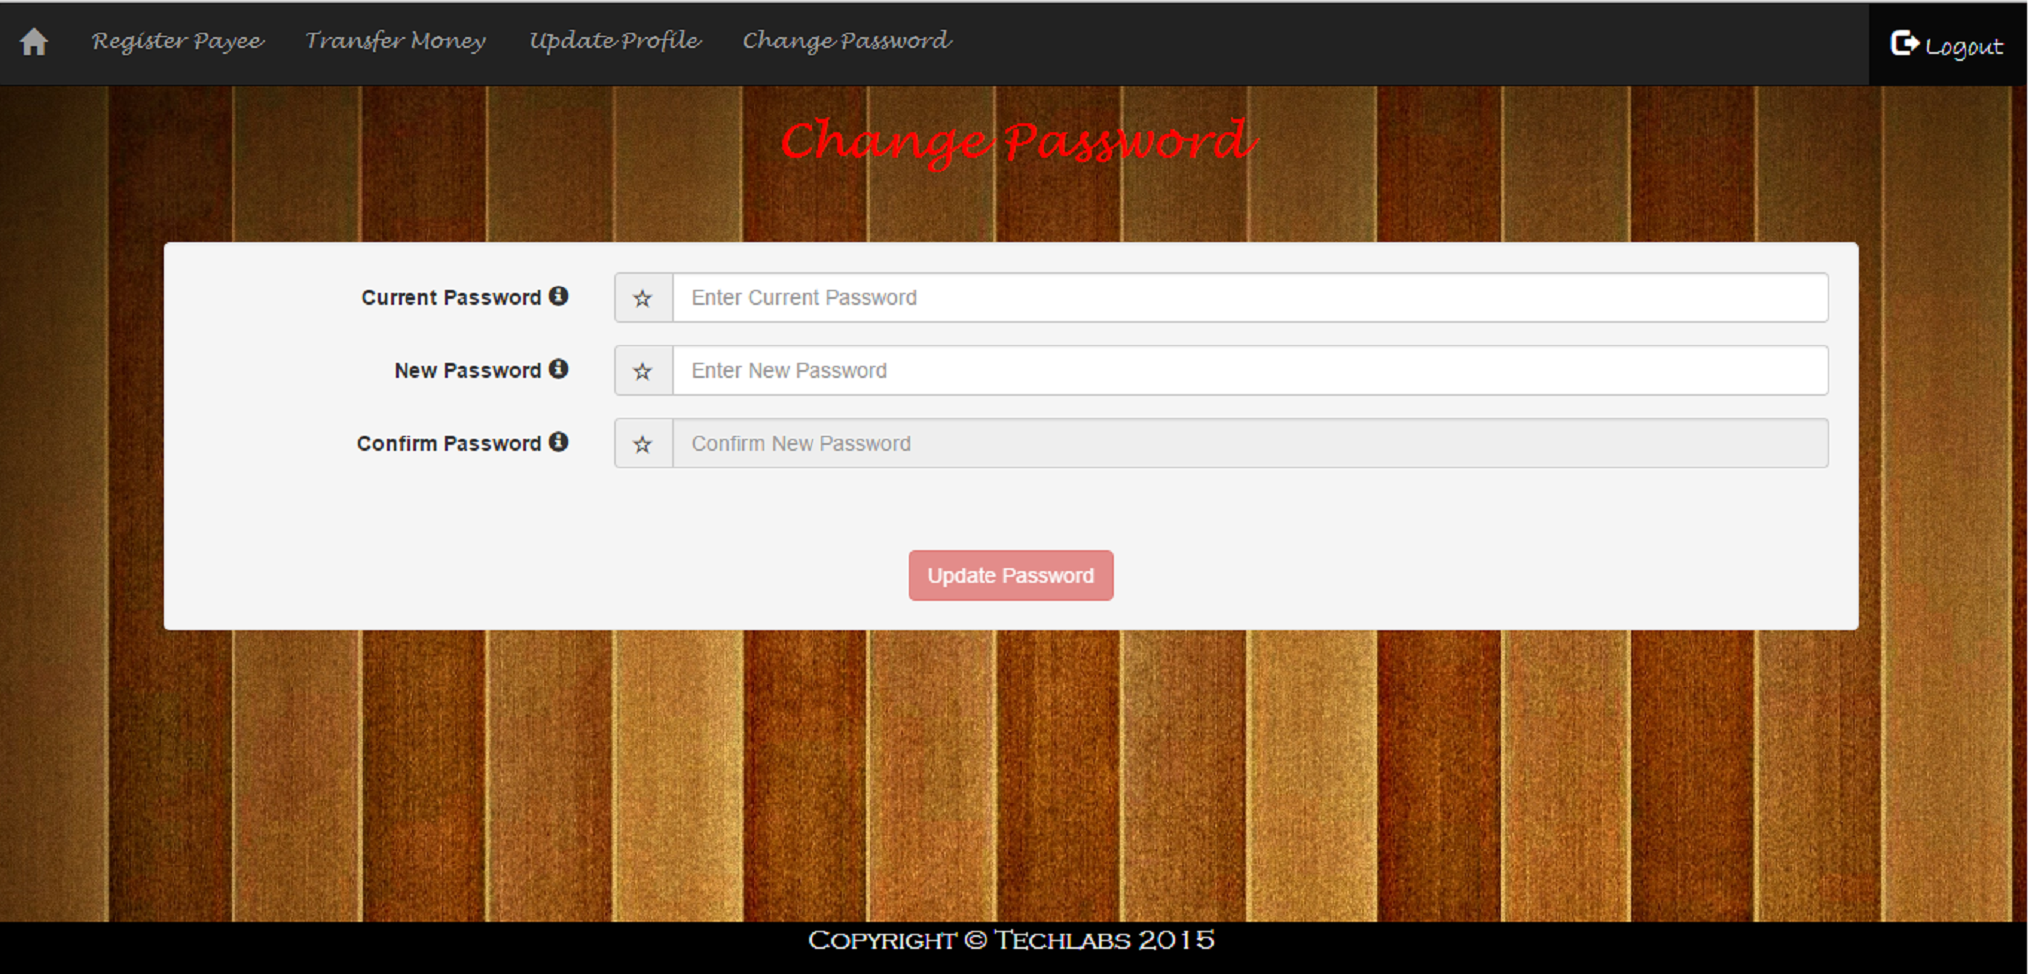 Register Payee Transfer Money Update Profile Change Password Logout
Change Password
Current Password Enter Current Password
New Password Enter New Password
Confirm Password Confirm New Password
Update Password
COPYRIGHT © TECHLABS 2015